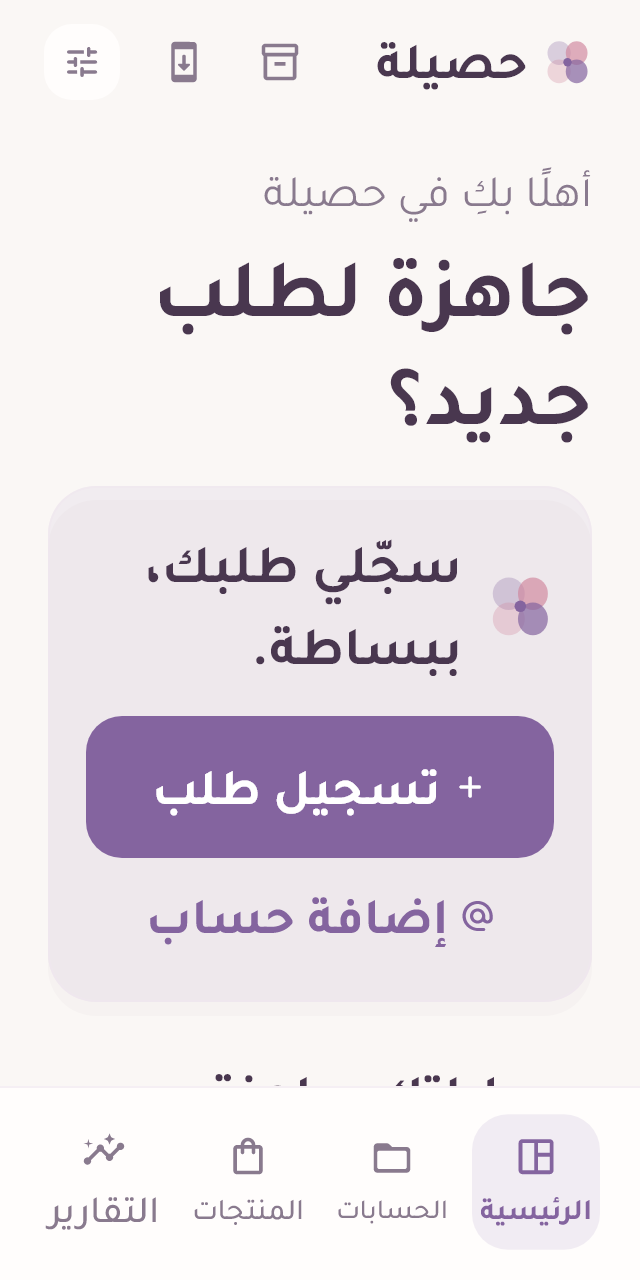 حصيلة
أهلًا بكِ في حصيلة
جاهزة لطلب
جديد؟
سجّلي طلبك،
ببساطة.
+ تسجيل طلب
@ إضافة حساب
الرئيسية
الحسابات
المنتجات
التقارير